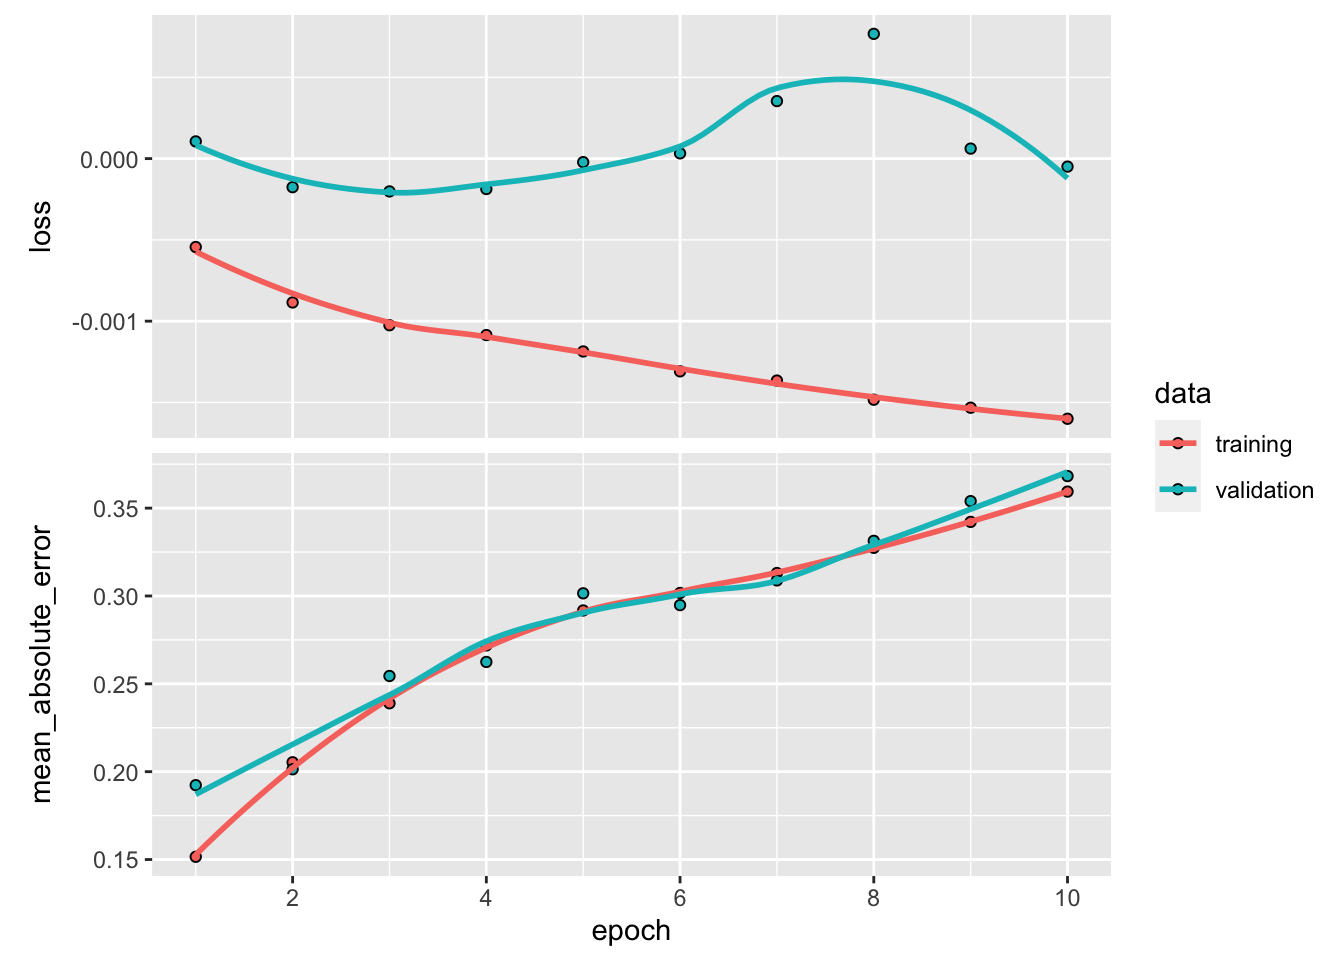 loss
0.000
-0.001
mean_absolute_error
0.35
0.30
0.25
0.20
0.15
2 4 6 8 10
epoch
data
training
validation